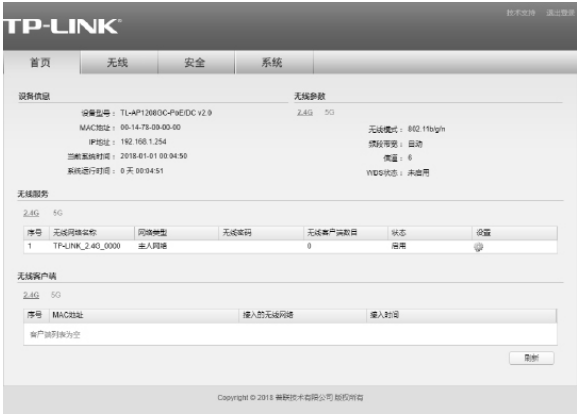 技术支持 退出登录
TP-LINK®
首页 无线 安全 系统
设备信息 无线参数
设备型号： TL-AP1208GC-PoE/DC v2.0 2.4G 5G
MAC地址： 00-14-78-00-00-00 无线模式： 802.11b/g/n
IP地址： 192.168.1.254 频段带宽： 自动
当前系统时间： 2018-01-01 00:04:50 信道： 6
系统运行时间： 0 天 00:04:51 WDS状态： 未启用
无线服务
2.4G 5G
序号 无线网络名称 网络类型 无线密码 无线客户端数目 状态 设置
1 TP-LINK_2.4G_0000 主人网络 0 启用
无线客户端
2.4G 5G
序号 MAC地址 接入的无线网络 接入时间
客户端列表为空
刷新
Copyright © 2018 普联技术有限公司 版权所有